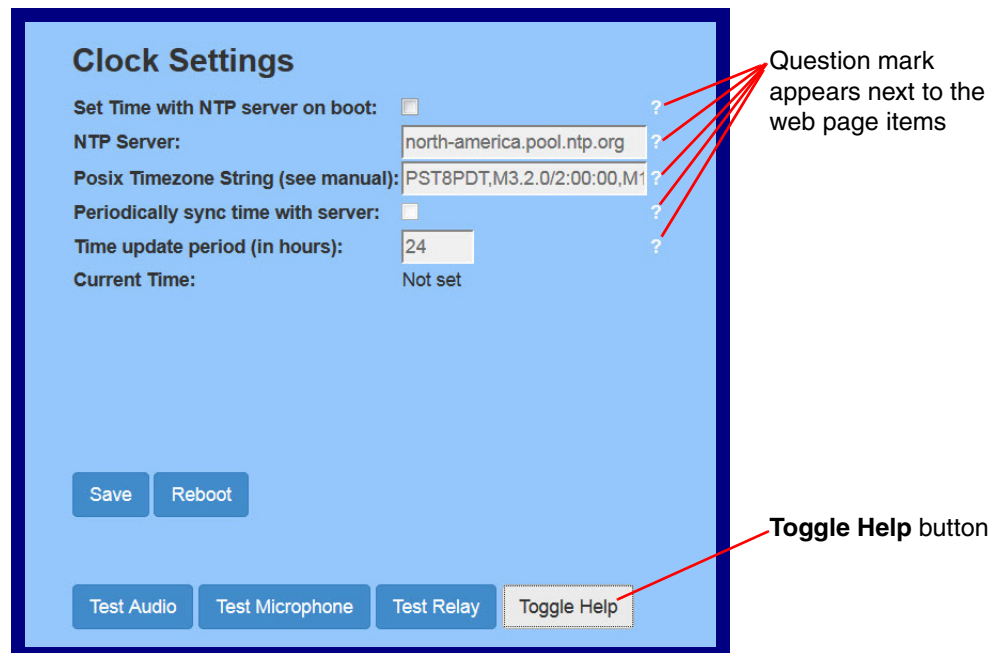 Clock Settings
Set Time with NTP server on boot: ?
NTP Server: north-america.pool.ntp.org ?
Posix Timezone String (see manual): PST8PDT,M3.2.0/2:00:00,M1 ?
Periodically sync time with server: ?
Time update period (in hours): 24 ?
Current Time: Not set
Save Reboot
Test Audio Test Microphone Test Relay Toggle Help
Question mark
appears next to the
web page items
Toggle Help button